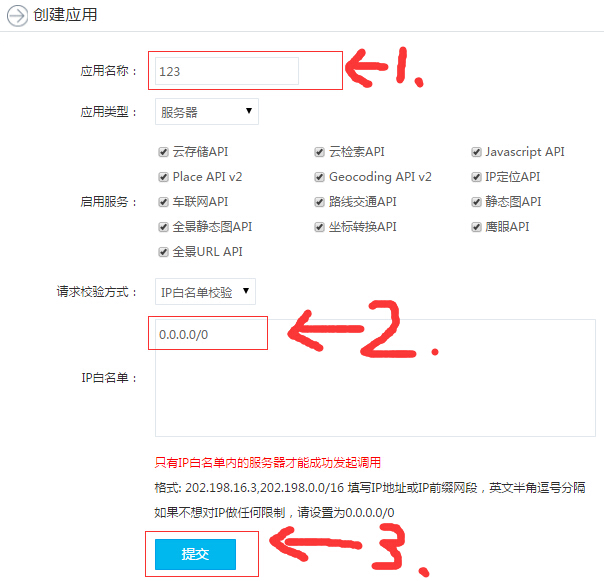 创建应用
应用名称： 123 1.
应用类型： 服务器
云存储API 云检索API Javascript API
Place API v2 Geocoding API v2 IP定位API
启用服务： 车联网API 路线交通API 静态图API
全景静态图API 坐标转换API 鹰眼API
全景URL API
请求校验方式： IP白名单校验
0.0.0.0/0 2.
IP白名单：
只有IP白名单内的服务器才能成功发起调用
格式: 202.198.16.3,202.198.0.0/16 填写IP地址或IP前缀网段，英文半角逗号分隔
如果不想对IP做任何限制，请设置为0.0.0.0/0
提交 3.